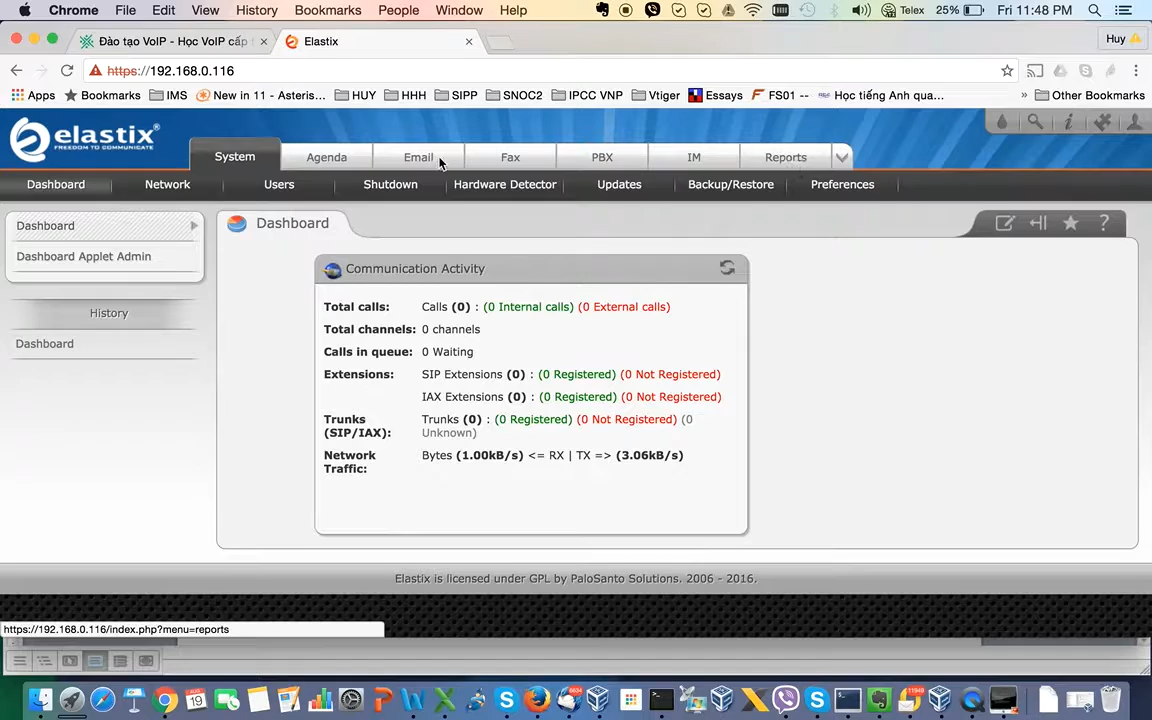 Chrome File Edit View History Bookmarks People Window Help Telex 25% Fri 11:48 PM
Đào tạo VoIP - Học VoIP cấp Elastix Huy
https://192.168.0.116
Apps Bookmarks IMS New in 11 - Asteris... HUY HHH SIPP SNOC2 IPCC VNP Vtiger Essays FS01 -- Học tiếng Anh qua... » Other Bookmarks
elastix®
FREEDOM TO COMMUNICATE
System Agenda Email Fax PBX IM Reports
Dashboard Network Users Shutdown Hardware Detector Updates Backup/Restore Preferences
Dashboard
Dashboard Applet Admin
History
Dashboard
Dashboard
Communication Activity
Total calls: Calls (0) : (0 Internal calls) (0 External calls)
Total channels: 0 channels
Calls in queue: 0 Waiting
Extensions: SIP Extensions (0) : (0 Registered) (0 Not Registered)
IAX Extensions (0) : (0 Registered) (0 Not Registered)
Trunks (SIP/IAX): Trunks (0) : (0 Registered) (0 Not Registered) (0
Unknown)
Network Traffic: Bytes (1.00kB/s) <= RX | TX => (3.06kB/s)
Elastix is licensed under GPL by PaloSanto Solutions. 2006 - 2016.
https://192.168.0.116/index.php?menu=reports